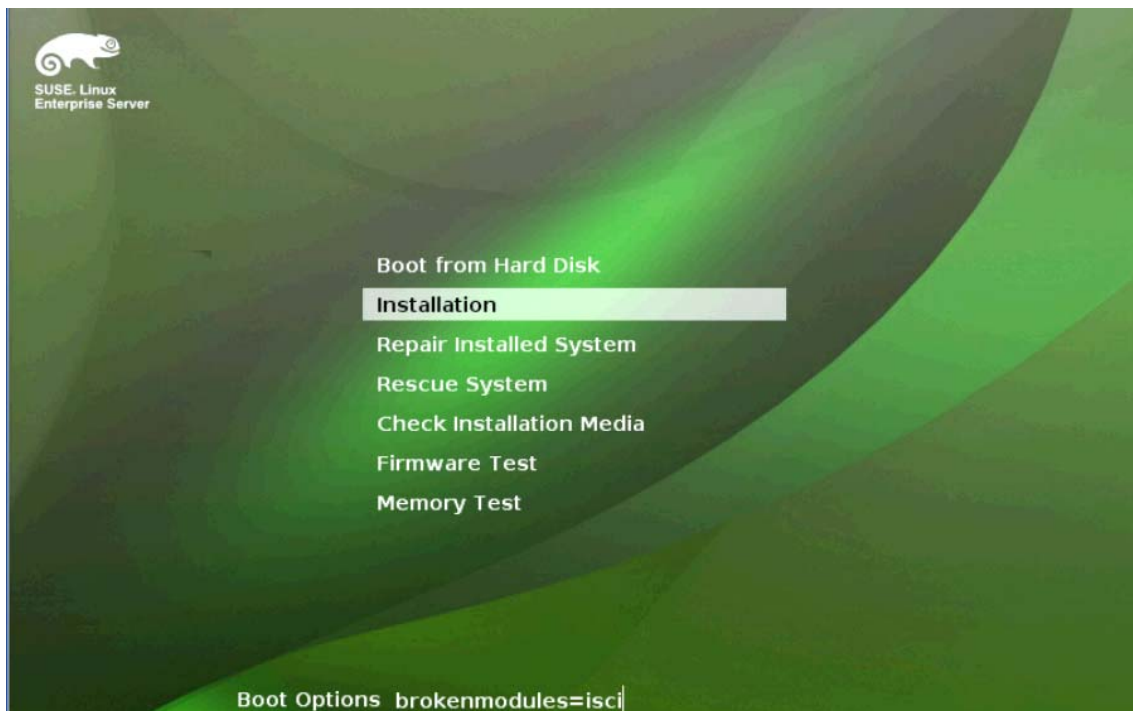 SUSE. Linux
Enterprise Server
Boot from Hard Disk
Installation
Repair Installed System
Rescue System
Check Installation Media
Firmware Test
Memory Test
Boot Options brokenmodules=isci